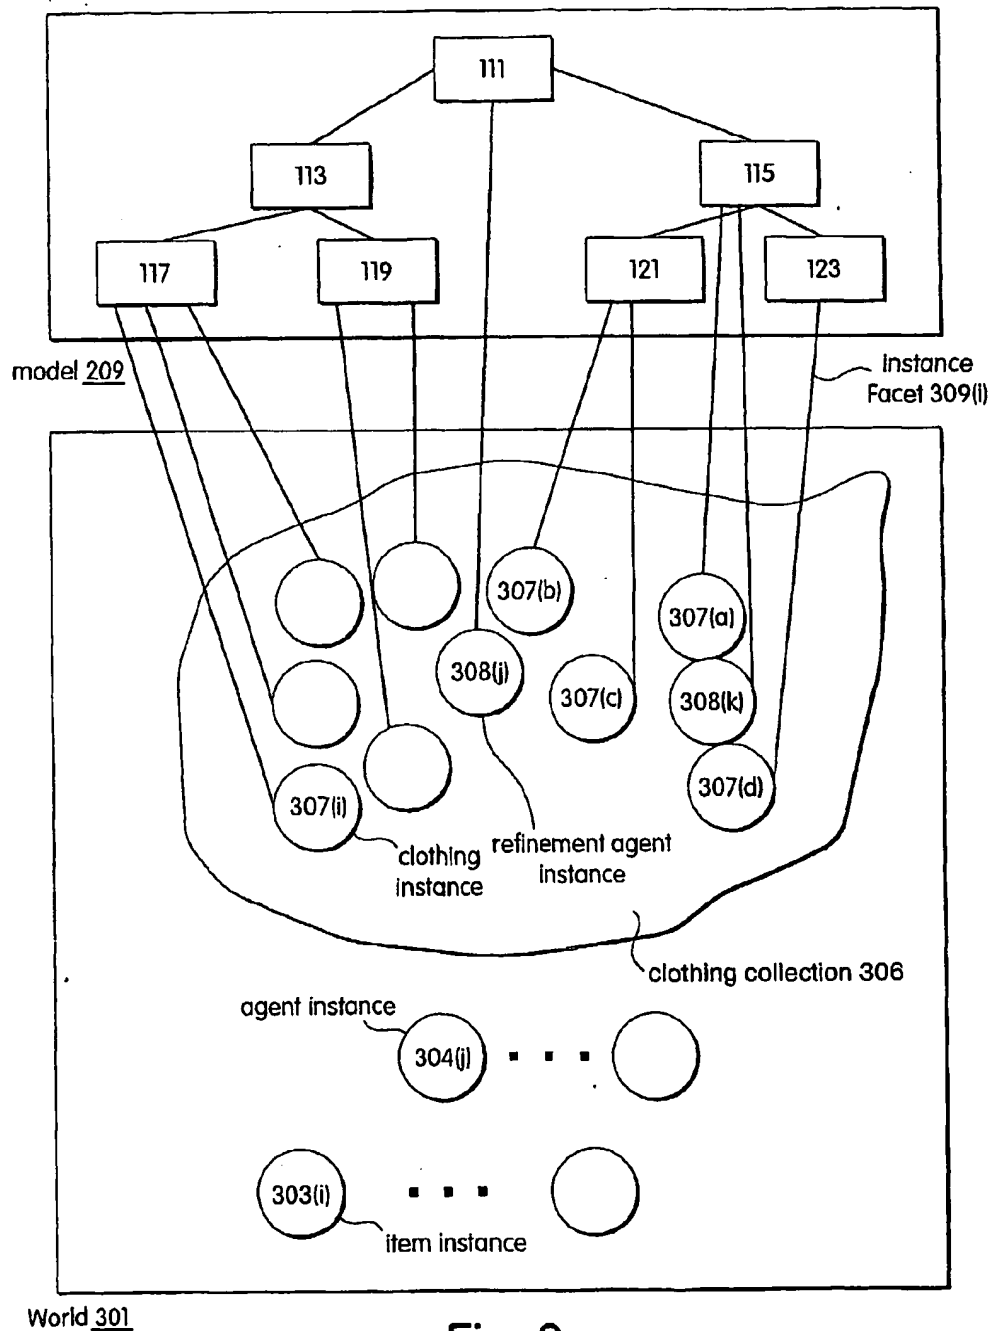 111
113
115
117
119
121
123
model 209
Instance
Facet 309(i)
307(b)
307(a)
308(j)
307(c)
308(k)
307(d)
307(i)
clothing
instance
refinement agent
instance
clothing collection 306
agent instance
304(j)
303(i)
item instance
World 301